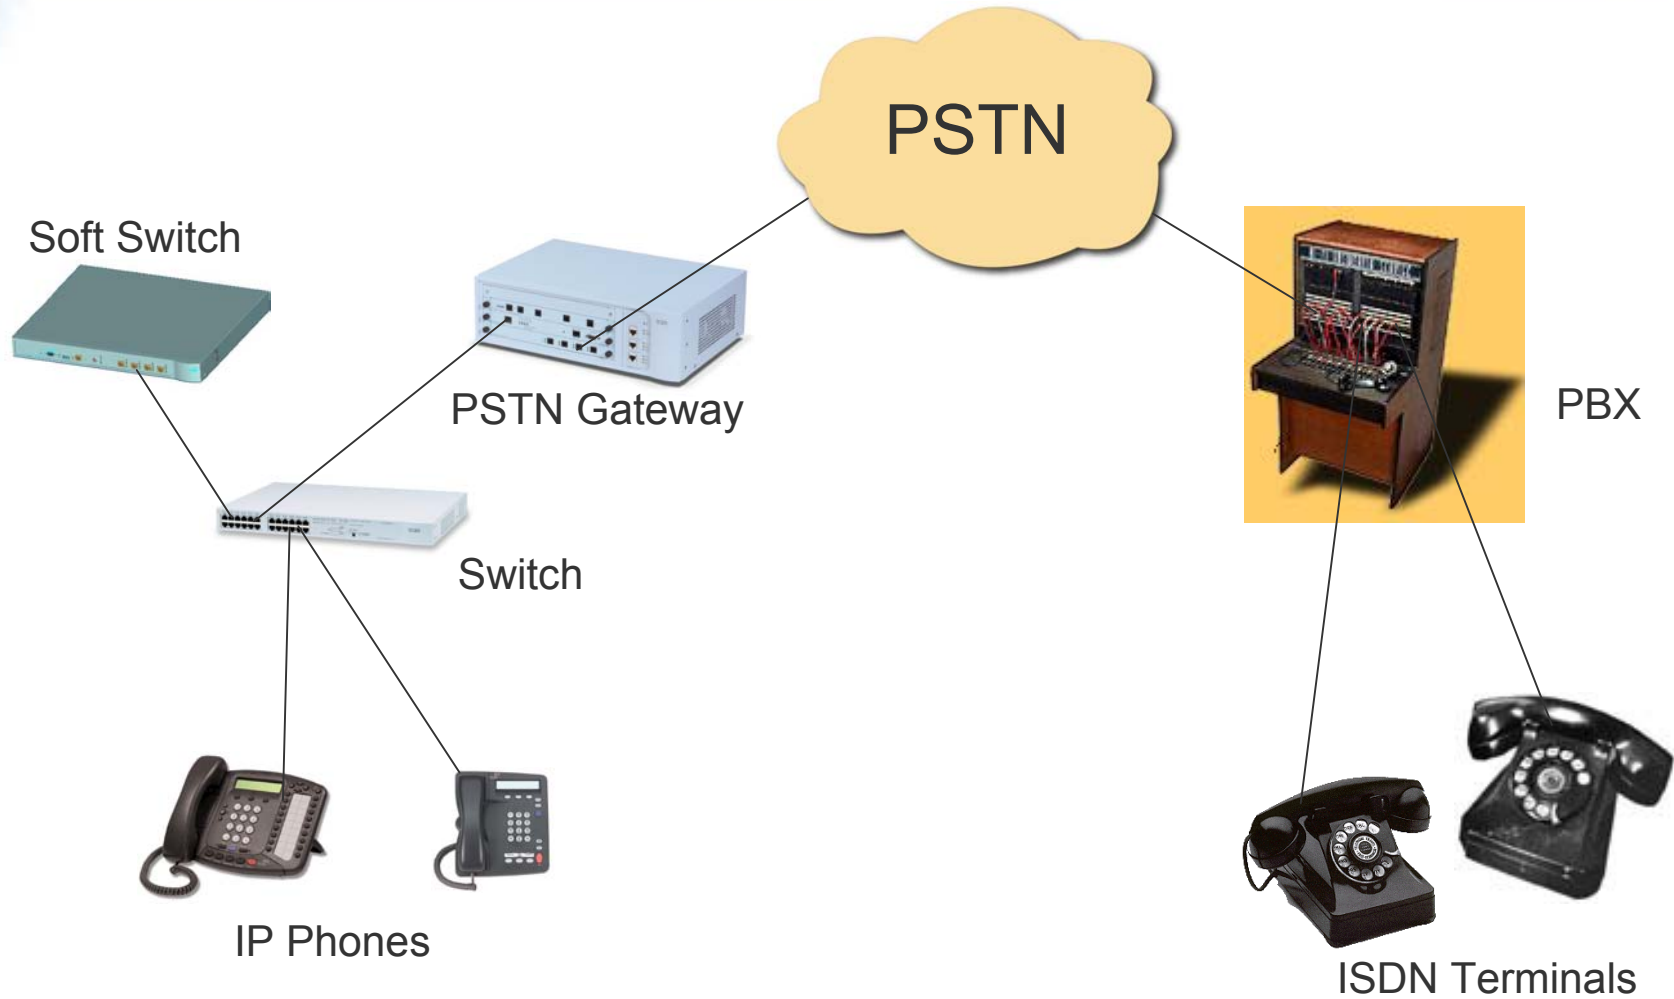 PSTN
Soft Switch
PSTN Gateway
PBX
Switch
IP Phones
ISDN Terminals